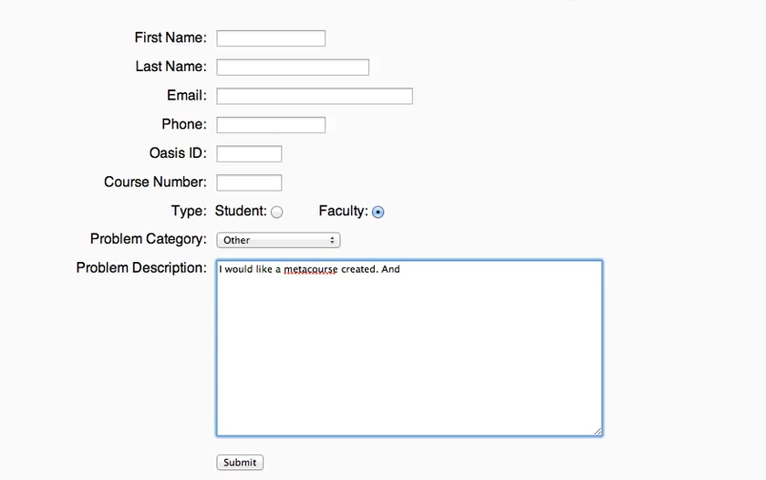 First Name:
Last Name:
Email:
Phone:
Oasis ID:
Course Number:
Type: Student: Faculty:
Problem Category: Other
Problem Description: I would like a metacourse created. And
Submit